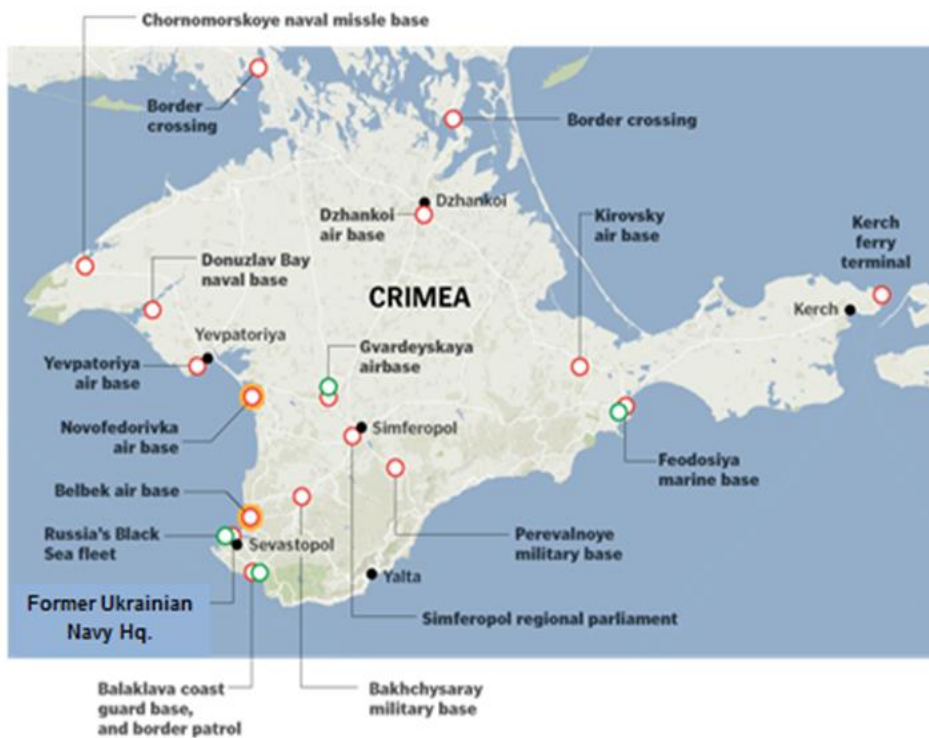 Chornomorskoye naval missle base
Border
crossing
Border crossing
Dzhankoi
Dzhankoi
air base
Kirovsky
air base
Kerch
ferry
terminal
Donuzlav Bay
naval base
CRIMEA
Kerch
Yevpatoriya
Gvardeyskaya
airbase
Yevpatoriya
air base
Novofedorivka
air base
Simferopol
Feodosiya
marine base
Belbek air base
Russia's Black
Sea fleet
Sevastopol
Perevalnoye
military base
Yalta
Former Ukrainian
Navy Hq.
Simferopol regional parliament
Balaklava coast
guard base,
and border patrol
Bakhchysaray
military base